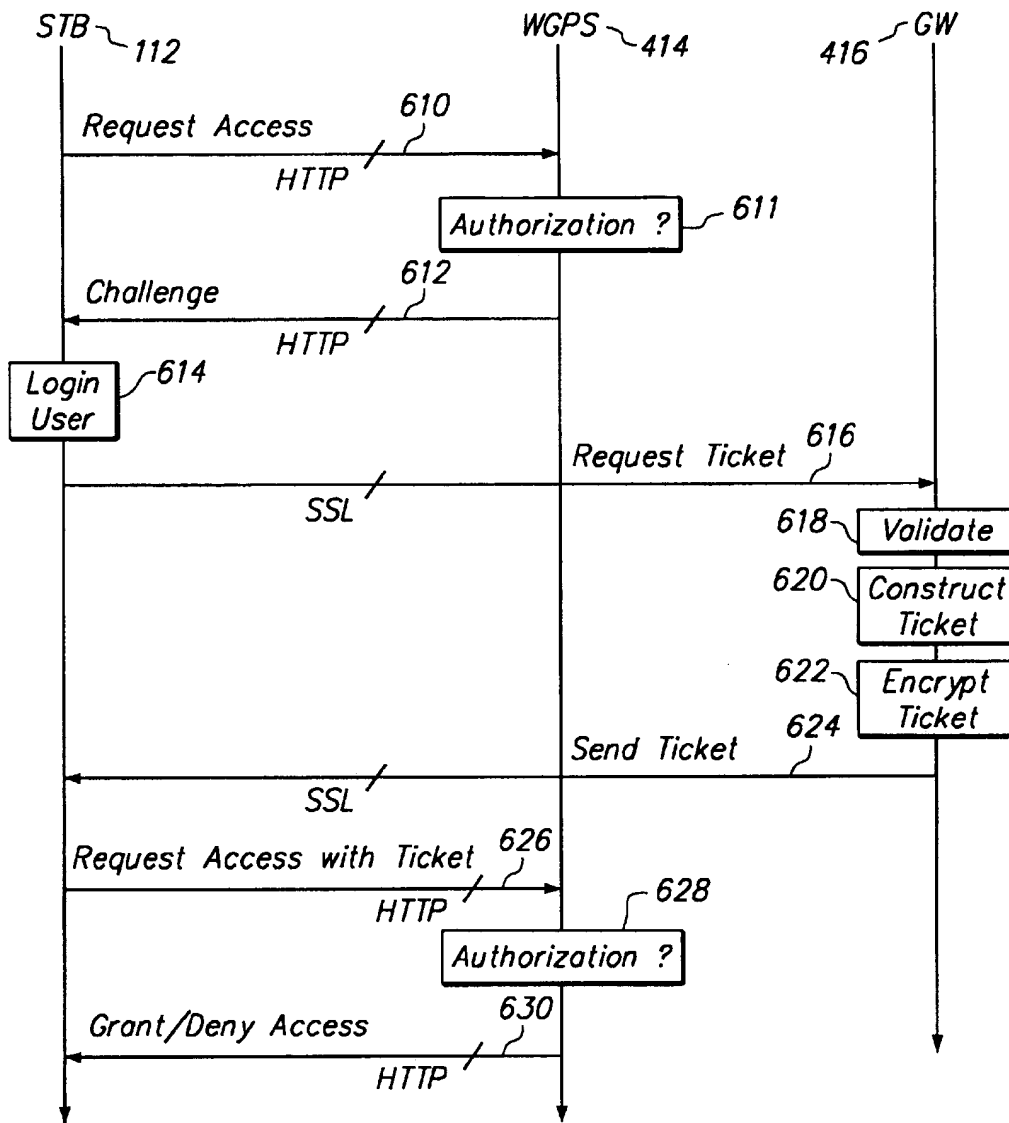 STB
112
WGPS
414
GW
416
Request Access
610
HTTP
Authorization ?
611
Challenge
612
HTTP
Login
User
614
Request Ticket
616
SSL
618
Validate
620
Construct
Ticket
622
Encrypt
Ticket
Send Ticket
624
SSL
Request Access with Ticket
626
HTTP
628
Authorization ?
Grant/Deny Access
630
HTTP